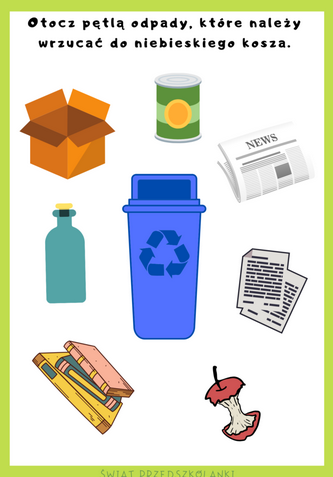 Otocz pętlą odpady, które należy
wrzucać do niebieskiego kosza.
NEWS
ŚWIAT PRZEDSZKOLANKI